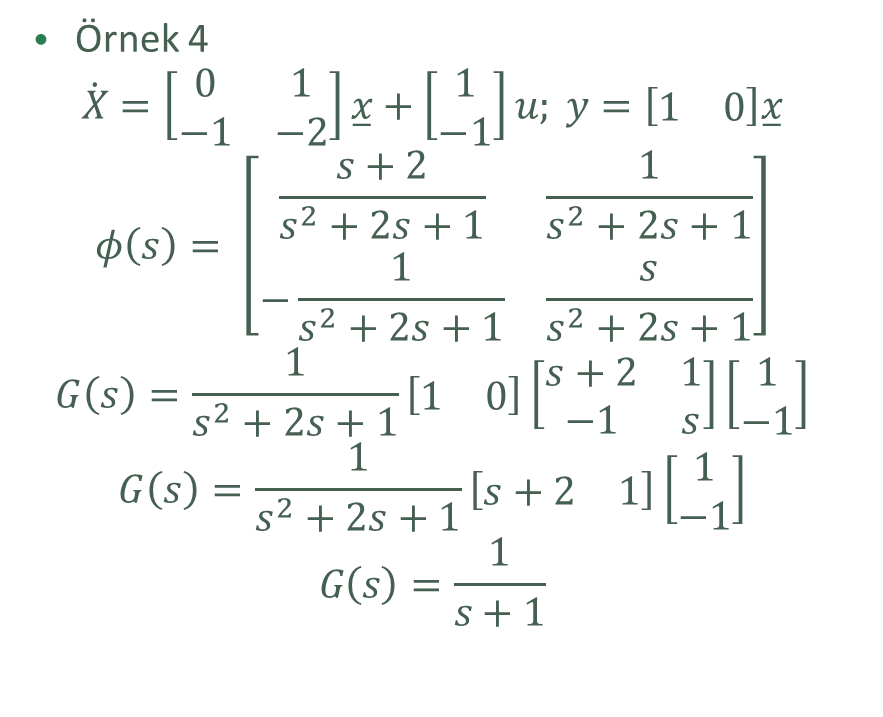 • Örnek 4
Ẋ = [0 1; −1 −2] x̲ + [1; −1] u; y = [1 0] x̲
ϕ(s) = [(s + 2)/(s² + 2s + 1) 1/(s² + 2s + 1); −1/(s² + 2s + 1) s/(s² + 2s + 1)]
G(s) = 1/(s² + 2s + 1) [1 0] [s + 2 1; −1 s] [1; −1]
G(s) = 1/(s² + 2s + 1) [s + 2 1] [1; −1]
G(s) = 1/(s + 1)